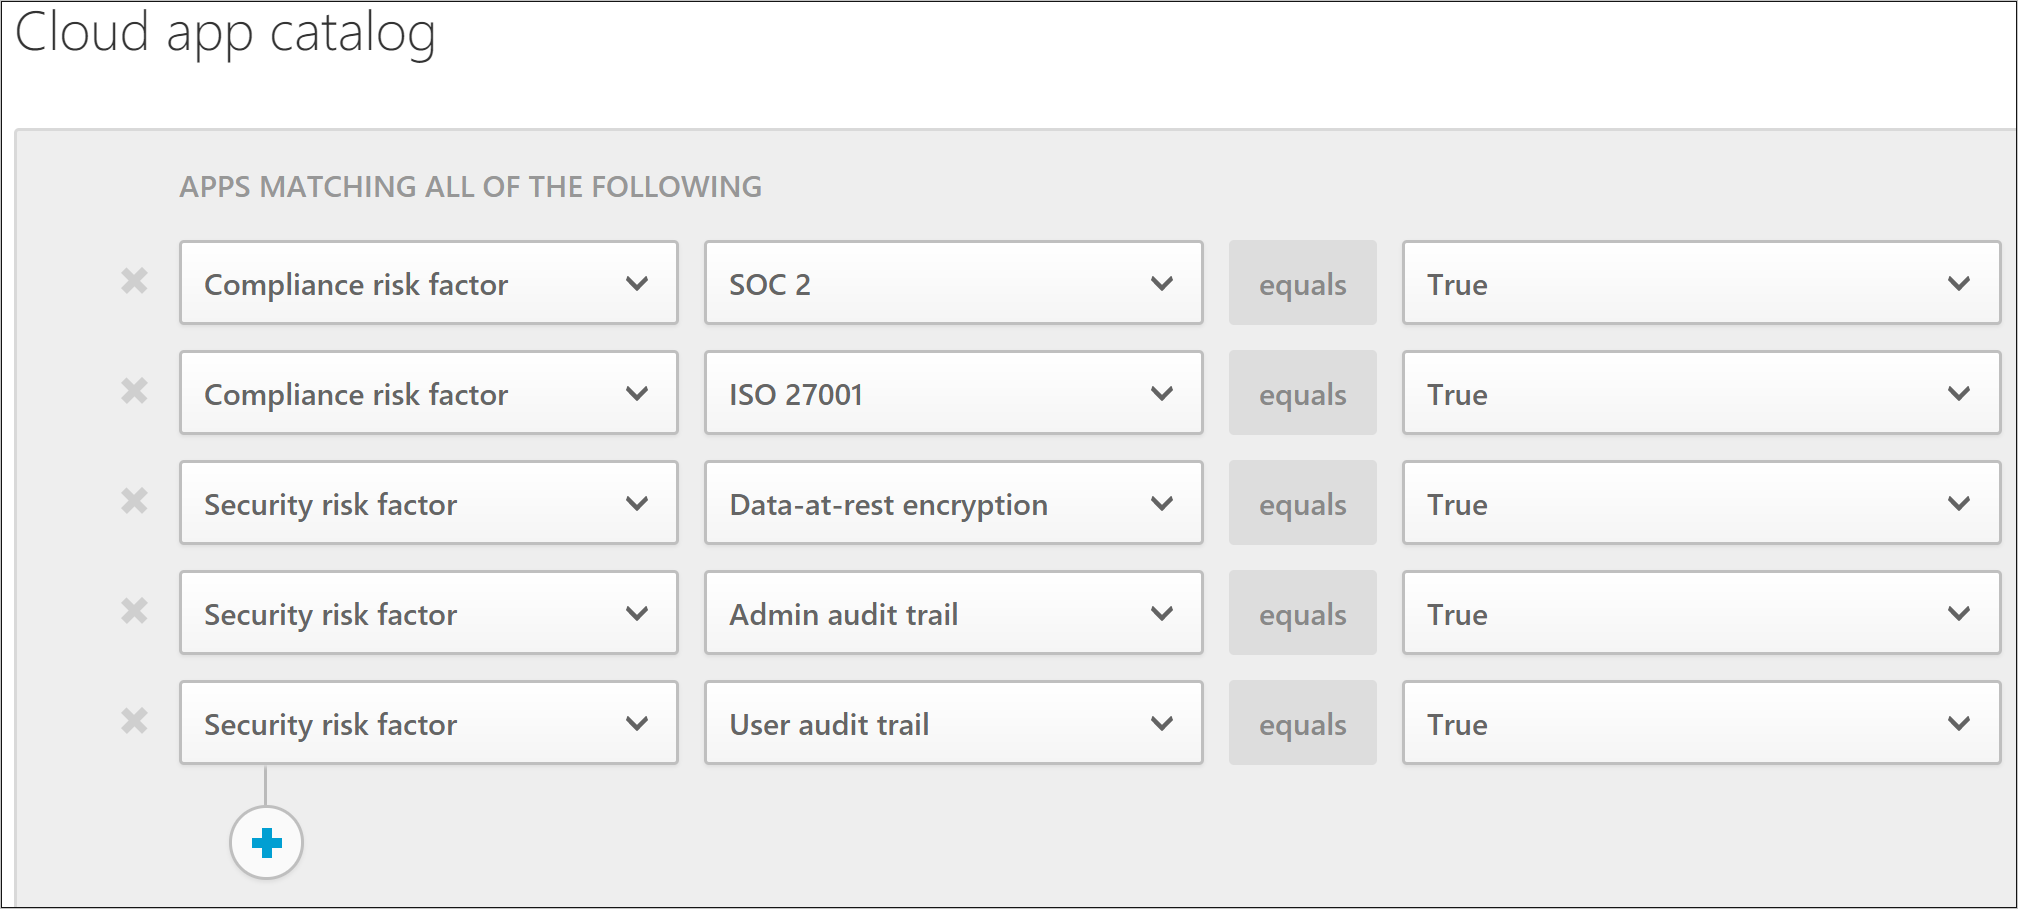 Cloud app catalog
APPS MATCHING ALL OF THE FOLLOWING
Compliance risk factor SOC 2 equals True
Compliance risk factor ISO 27001 equals True
Security risk factor Data-at-rest encryption equals True
Security risk factor Admin audit trail equals True
Security risk factor User audit trail equals True